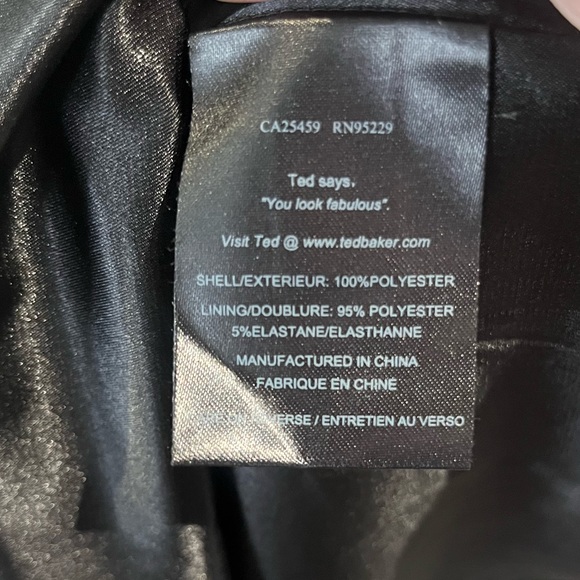 CA25459 RN95229
Ted says,
"You look fabulous".
Visit Ted @ www.tedbaker.com
SHELL/EXTERIEUR: 100%POLYESTER
LINING/DOUBLURE: 95% POLYESTER
5%ELASTANE/ELASTHANNE
MANUFACTURED IN CHINA
FABRIQUE EN CHINE
/ ENTRETIEN AU VERSO